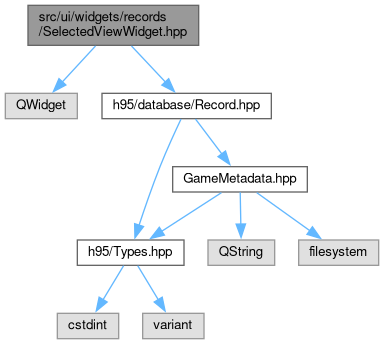 src/ui/widgets/records
/SelectedViewWidget.hpp
QWidget
h95/database/Record.hpp
GameMetadata.hpp
h95/Types.hpp
QString
filesystem
cstdint
variant